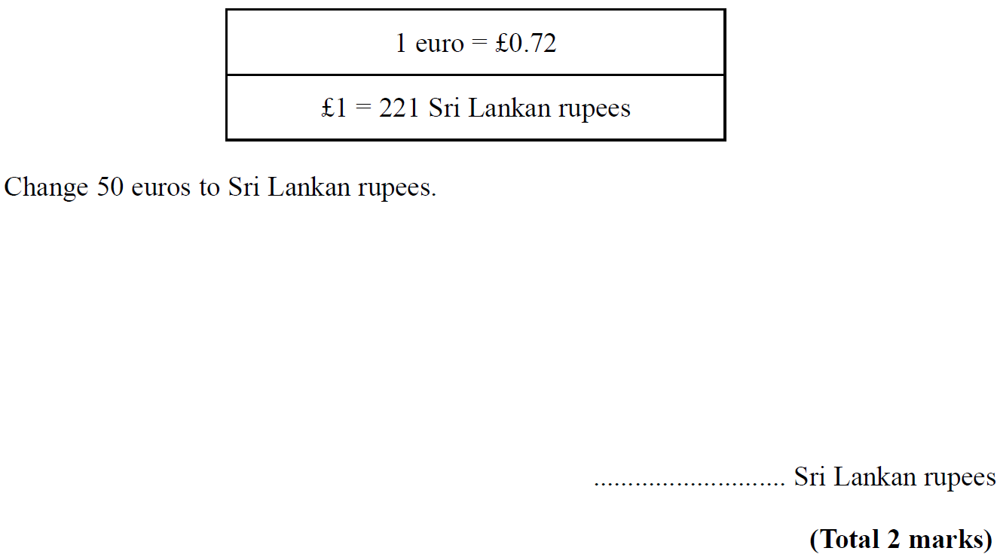 1 euro = £0.72
£1 = 221 Sri Lankan rupees
Change 50 euros to Sri Lankan rupees.
............................ Sri Lankan rupees
(Total 2 marks)